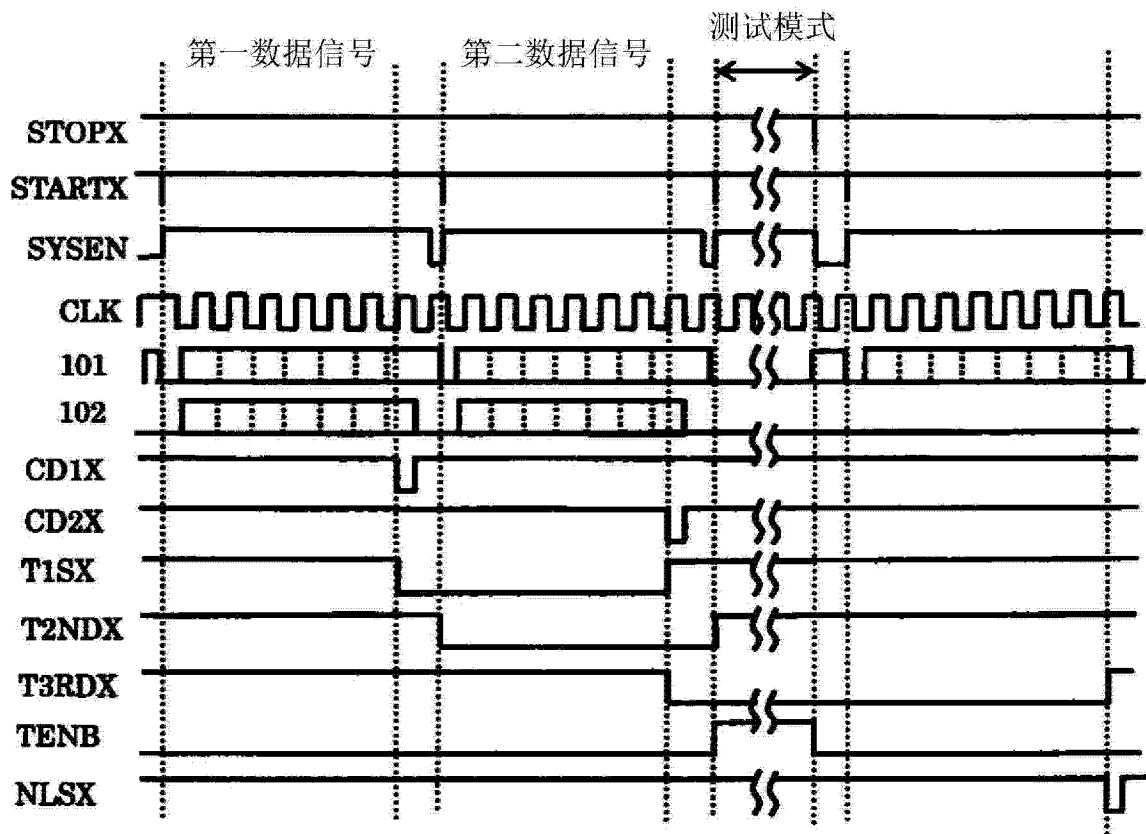 测试模式
第一数据信号
第二数据信号
STOPX
STARTX
SYSEN
CLK
101
102
CD1X
CD2X
T1SX
T2NDX
T3RDX
TENB
NLSX